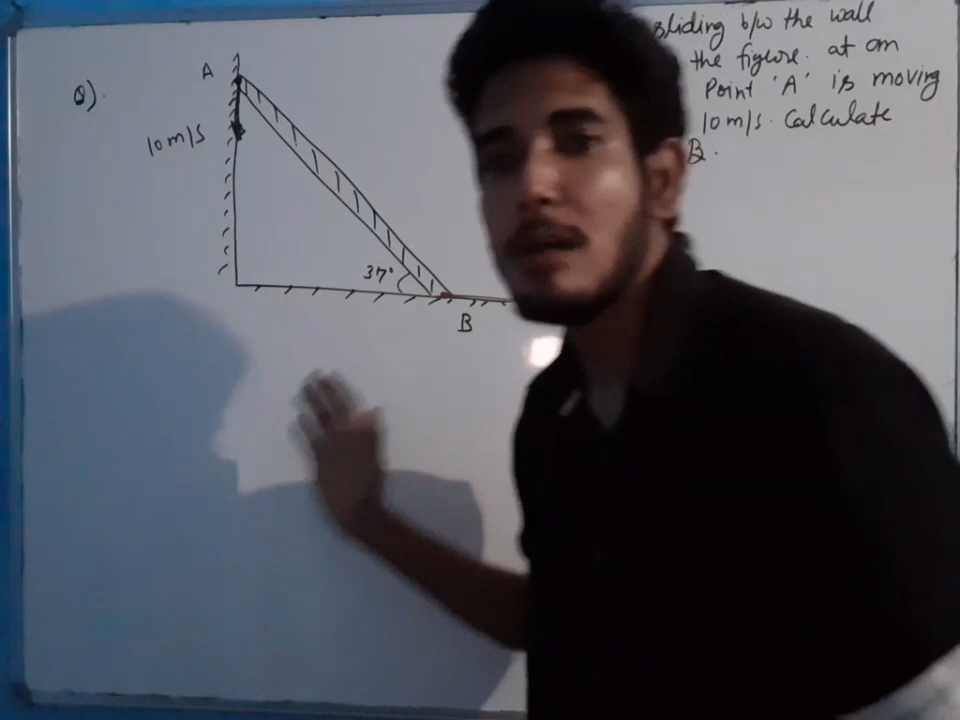 sliding b/w the wall
the figure. at an
Point 'A' is moving
10 m/s. Calculate
B.
Q).
A
10 m/s
37°
B